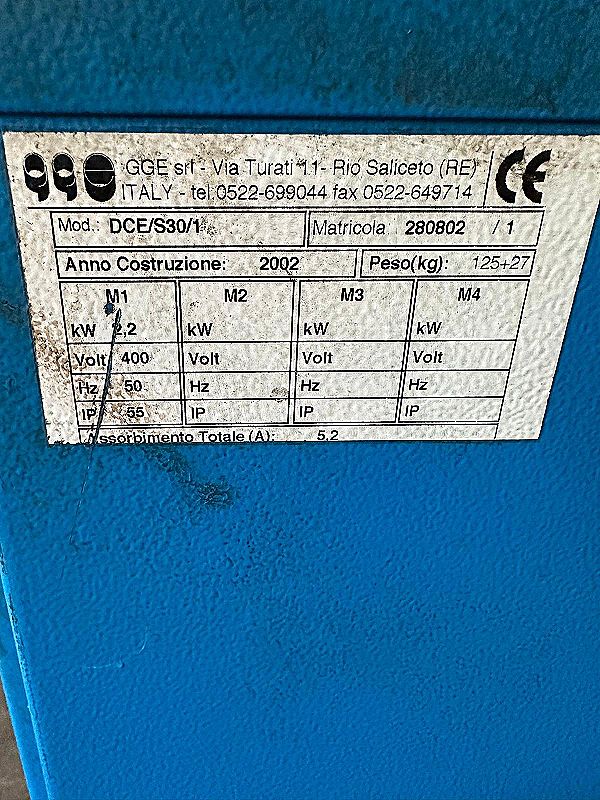 gge GGE srl - Via Turati 11- Rio Saliceto (RE) CE
ITALY - tel.0522-699044 fax 0522-649714
Mod.: DCE/S30/1 Matricola 280802 / 1
Anno Costruzione: 2002 Peso(kg): 125+27
M1 M2 M3 M4
kW 2,2 kW kW kW
Volt 400 Volt Volt Volt
Hz 50 Hz Hz Hz
IP 55 IP IP IP
Assorbimento Totale (A): 5,2